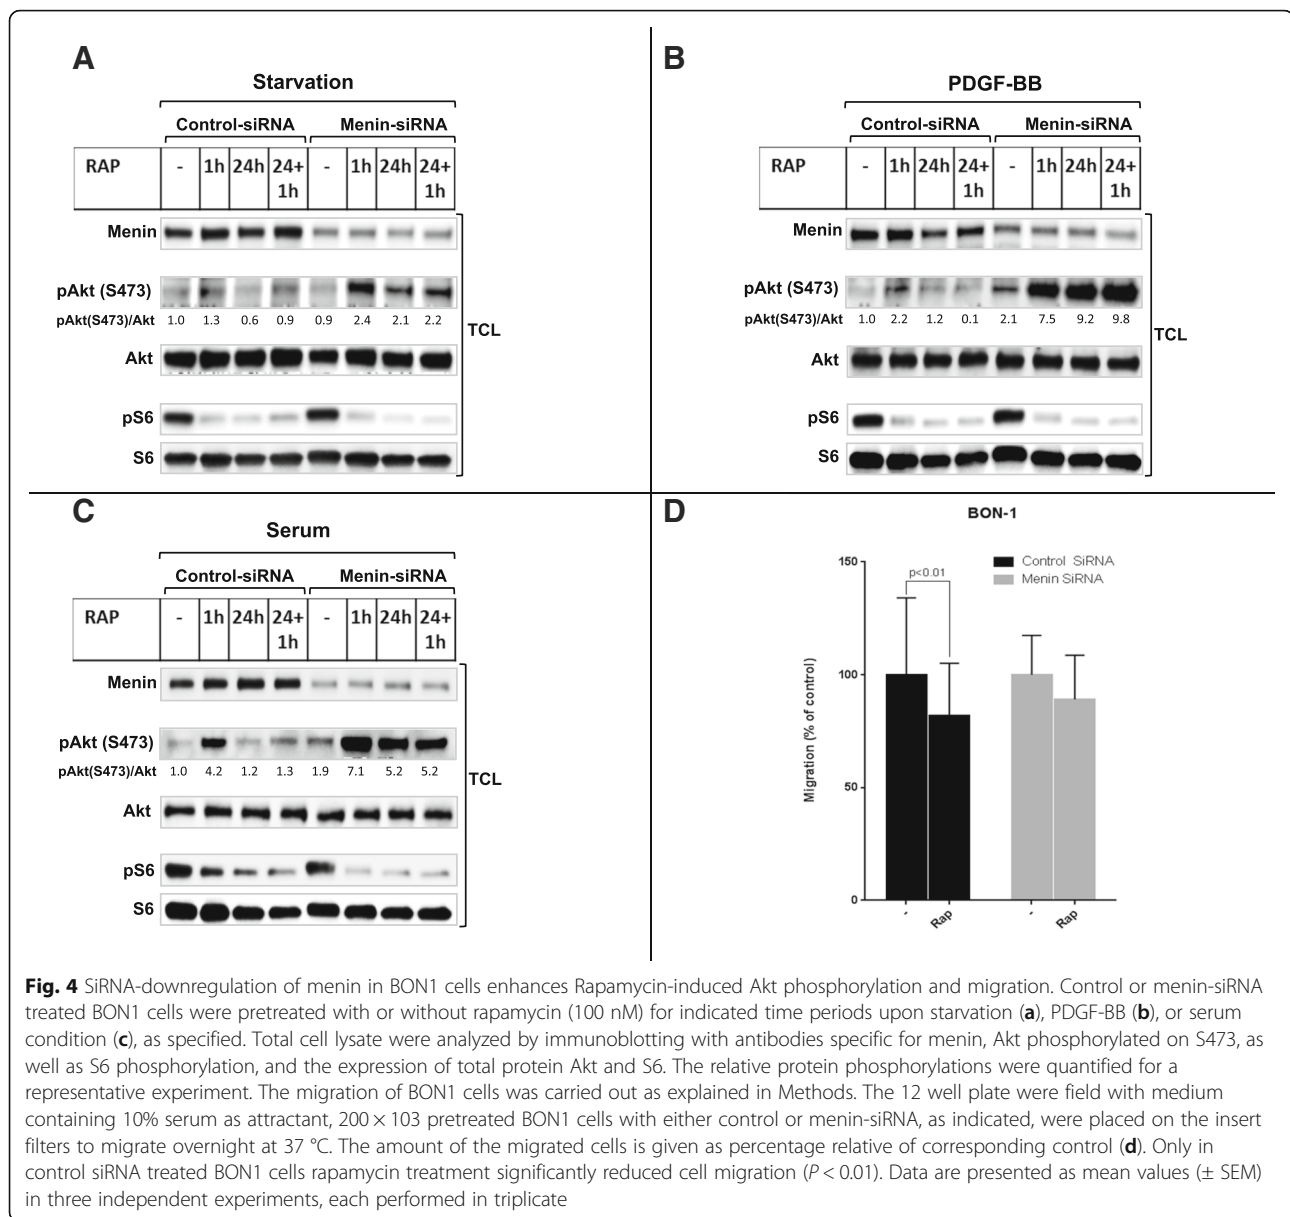 A
Starvation
Control-siRNA Menin-siRNA
RAP - 1h 24h 24+ 1h - 1h 24h 24+ 1h
Menin
pAkt (S473)
pAkt(S473)/Akt 1.0 1.3 0.6 0.9 0.9 2.4 2.1 2.2
TCL
Akt
pS6
S6
B
PDGF-BB
Control-siRNA Menin-siRNA
RAP - 1h 24h 24+ 1h - 1h 24h 24+ 1h
Menin
pAkt (S473)
pAkt(S473)/Akt 1.0 2.2 1.2 0.1 2.1 7.5 9.2 9.8
TCL
Akt
pS6
S6
C
Serum
Control-siRNA Menin-siRNA
RAP - 1h 24h 24+ 1h - 1h 24h 24+ 1h
Menin
pAkt (S473)
pAkt(S473)/Akt 1.0 4.2 1.2 1.3 1.9 7.1 5.2 5.2
TCL
Akt
pS6
S6
D
BON-1
Control SiRNA
Menin SiRNA
p<0.01
Migration (% of control)
150
100
50
0
- Rap - Rap
Fig. 4 SiRNA-downregulation of menin in BON1 cells enhances Rapamycin-induced Akt phosphorylation and migration. Control or menin-siRNA
treated BON1 cells were pretreated with or without rapamycin (100 nM) for indicated time periods upon starvation (a), PDGF-BB (b), or serum
condition (c), as specified. Total cell lysate were analyzed by immunoblotting with antibodies specific for menin, Akt phosphorylated on S473, as
well as S6 phosphorylation, and the expression of total protein Akt and S6. The relative protein phosphorylations were quantified for a
representative experiment. The migration of BON1 cells was carried out as explained in Methods. The 12 well plate were field with medium
containing 10% serum as attractant, 200 × 103 pretreated BON1 cells with either control or menin-siRNA, as indicated, were placed on the insert
filters to migrate overnight at 37 °C. The amount of the migrated cells is given as percentage relative of corresponding control (d). Only in
control siRNA treated BON1 cells rapamycin treatment significantly reduced cell migration (P < 0.01). Data are presented as mean values (± SEM)
in three independent experiments, each performed in triplicate